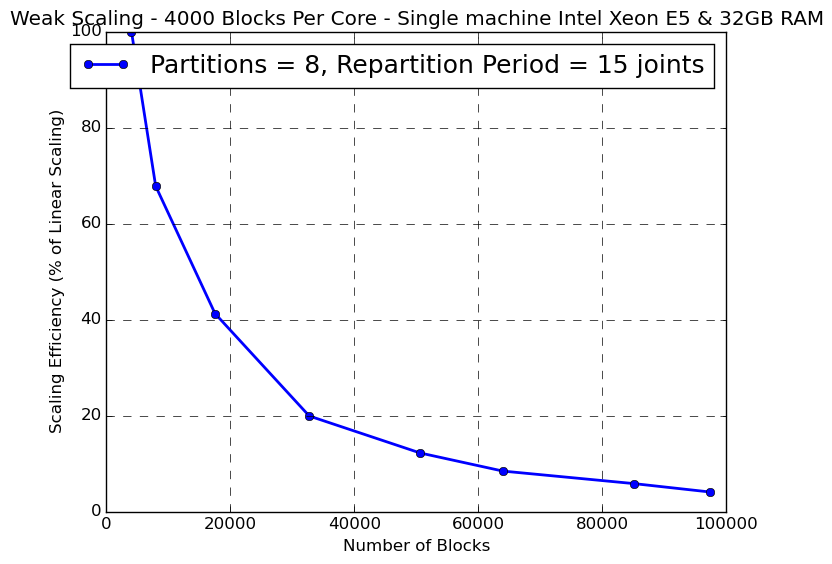 Weak Scaling - 4000 Blocks Per Core - Single machine Intel Xeon E5 & 32GB RAM
Partitions = 8, Repartition Period = 15 joints
Scaling Efficiency (% of Linear Scaling)
100
80
60
40
20
0
0 20000 40000 60000 80000 100000
Number of Blocks